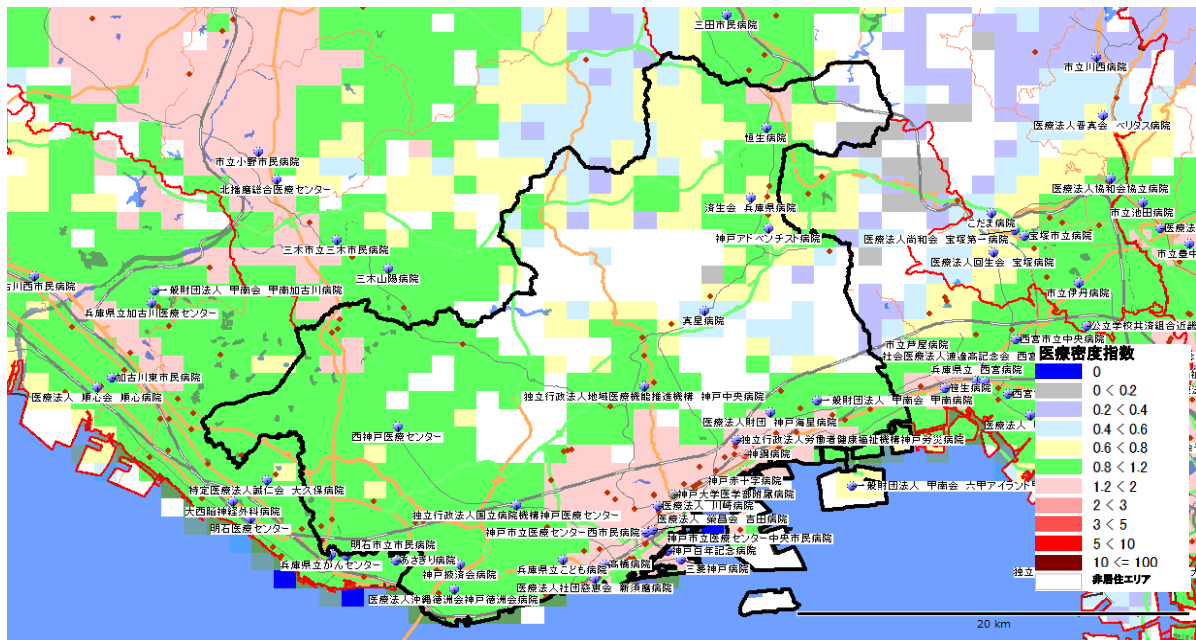 三田市民病院
市立川西病院
医療法人晋真会 ベリタス病院
恒生病院
市立小野市民病院
北播磨総合医療センター
医療法人協和会協立病院
済生会 兵庫県病院
市立池田病院
こだま病院
神戸アドベンチスト病院
医療法人尚和会 宝塚第一病院
宝塚市立病院
三木市立三木市民病院
医療法人回生会 宝塚病院
三木山陽病院
市立伊丹病院
一般財団法人 甲南会 甲南加古川病院
兵庫県立加古川医療センター
真星病院
公立学校共済組合近畿
西宮市立中央病院
市立芦屋病院
医療密度指数
兵庫県立 西宮病院
笹生病院
加古川東市民病院
医療法人 順心会 順心病院
独立行政法人地域医療機能推進機構 神戸中央病院
一般財団法人 甲南会 甲南病院
医療法人財団 神戸海星病院
西神戸医療センター
独立行政法人労働者健康福祉機構神戸労災病院
神鋼病院
神戸赤十字病院
特定医療法人誠仁会 大久保病院
一般財団法人 甲南会 六甲アイランド
神戸大学医学部附属病院
大西脳神経外科病院
独立行政法人国立病院機構神戸医療センター
医療法人 川崎病院
明石医療センター
医療法人 榮昌会 吉田病院
神戸市立医療センター西市民病院
神戸市立医療センター中央市民病院
明石市立市民病院
神戸百年記念病院
兵庫県立がんセンター
あさぎり病院
神戸掖済会病院
兵庫県立こども病院
高橋病院
三菱神戸病院
医療法人社団慈恵会 新須磨病院
医療法人沖縄徳洲会神戸徳洲会病院
0
0 < 0.2
0.2 < 0.4
0.4 < 0.6
0.6 < 0.8
0.8 < 1.2
1.2 < 2
2 < 3
3 < 5
5 < 10
10 <= 100
非居住エリア
20 km